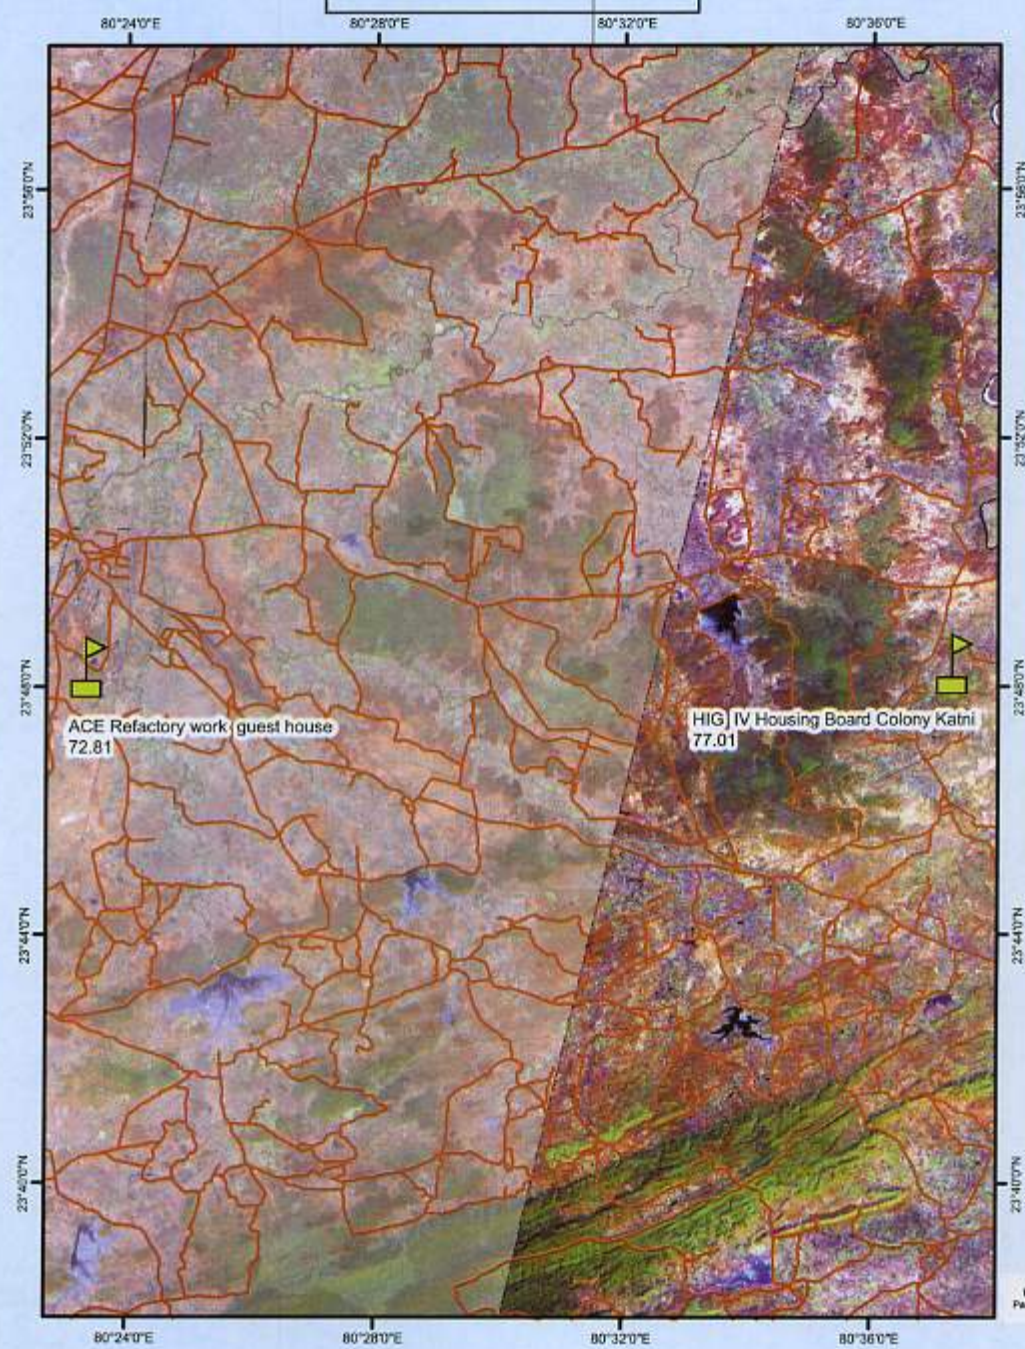 80°24'0"E 80°28'0"E 80°32'0"E 80°36'0"E
23°56'0"N 23°56'0"N
23°52'0"N 23°52'0"N
23°48'0"N 23°48'0"N
ACE Refactory work guest house
72.81
HIG IV Housing Board Colony Katni
77.01
23°44'0"N 23°44'0"N
23°40'0"N 23°40'0"N
80°24'0"E 80°28'0"E 80°32'0"E 80°36'0"E